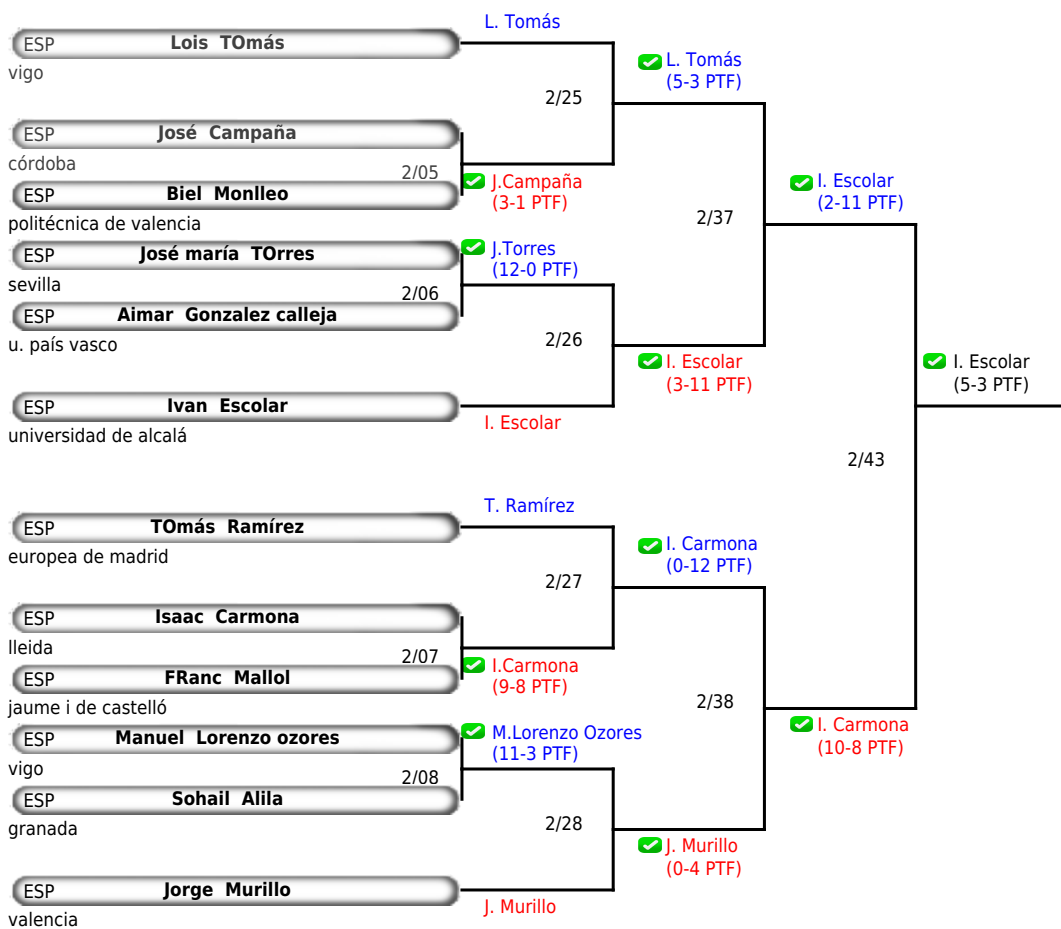 L. Tomás
ESP Lois TOmás
vigo
L. Tomás
(5-3 PTF)
2/25
ESP José Campaña
córdoba
2/05
J.Campaña
(3-1 PTF)
ESP Biel Monlleo
politécnica de valencia
I. Escolar
(2-11 PTF)
2/37
ESP José maría TOrres
sevilla
J.Torres
(12-0 PTF)
2/06
ESP Aimar Gonzalez calleja
u. país vasco
2/26
I. Escolar
(3-11 PTF)
I. Escolar
(5-3 PTF)
ESP Ivan Escolar
universidad de alcalá
I. Escolar
2/43
T. Ramírez
ESP TOmás Ramírez
europea de madrid
I. Carmona
(0-12 PTF)
2/27
ESP Isaac Carmona
lleida
2/07
I.Carmona
(9-8 PTF)
ESP FRanc Mallol
jaume i de castelló
2/38
I. Carmona
(10-8 PTF)
ESP Manuel Lorenzo ozores
vigo
M.Lorenzo Ozores
(11-3 PTF)
2/08
ESP Sohail Alila
granada
2/28
J. Murillo
(0-4 PTF)
ESP Jorge Murillo
valencia
J. Murillo